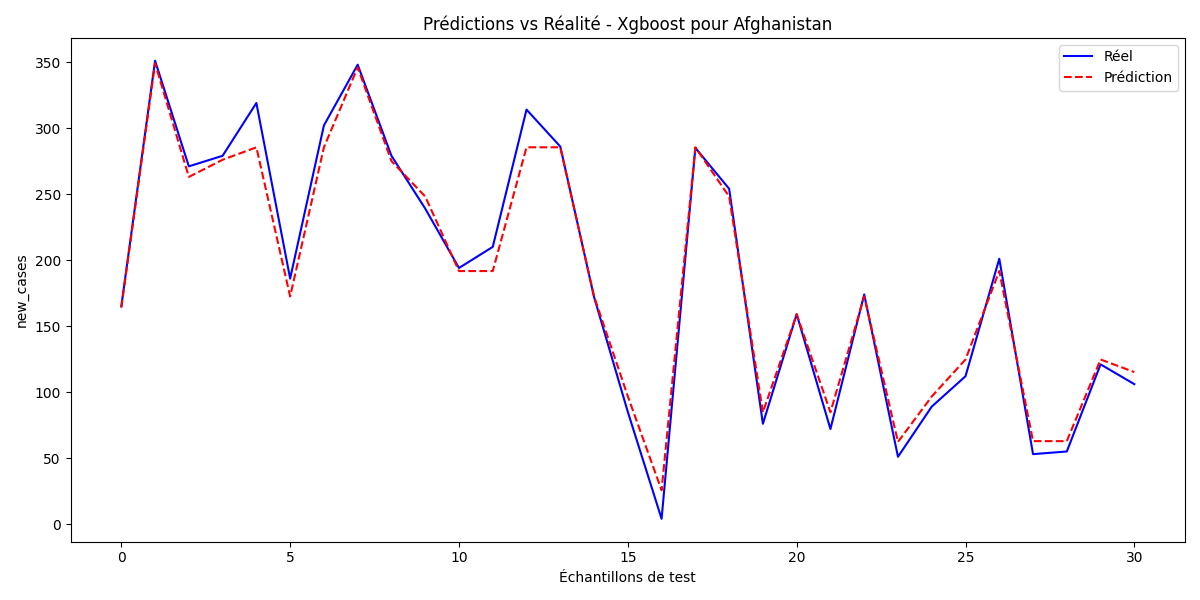 Prédictions vs Réalité - Xgboost pour Afghanistan
Réel
Prédiction
350
300
250
200
150
100
50
0
new_cases
0 5 10 15 20 25 30
Échantillons de test